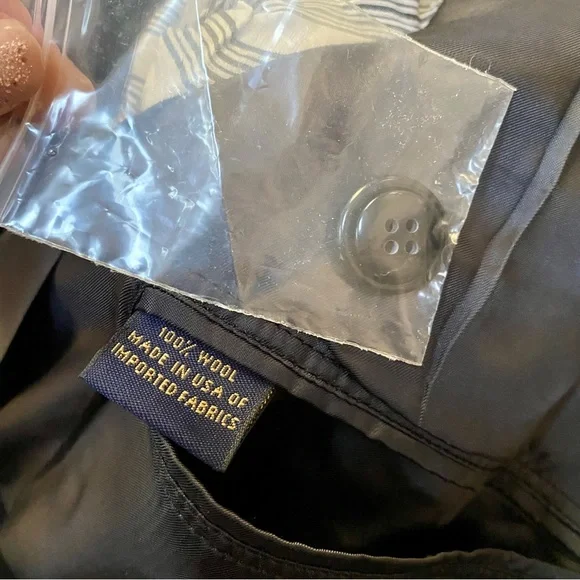 100% WOOL
MADE IN USA OF
IMPORTED FABRICS